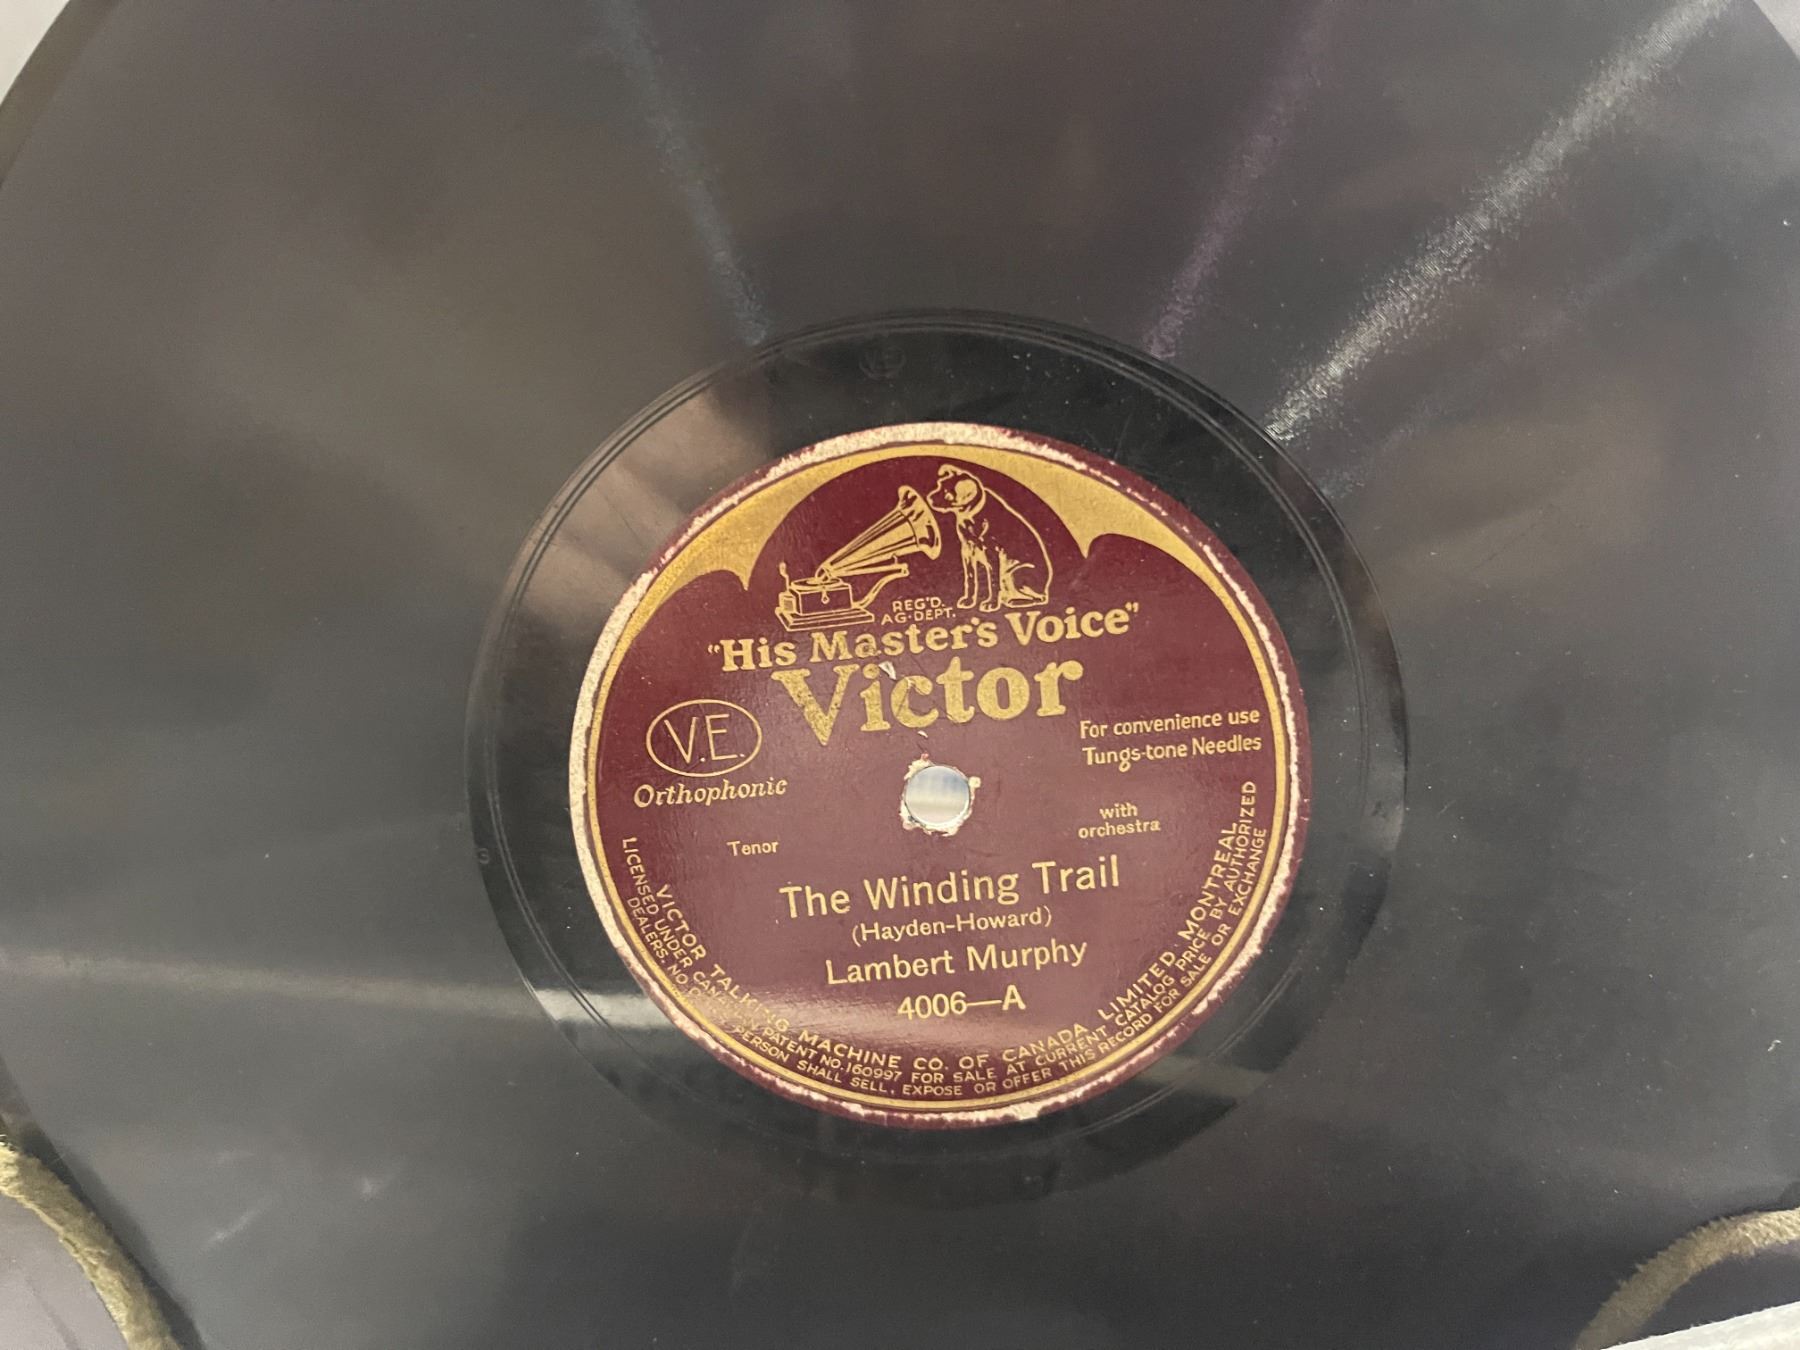 VE
REG'D.
AG·DEPT.
"His Master's Voice"
Victor
V.E.
Orthophonic
For convenience use
Tungs-tone Needles
Tenor
with
orchestra
The Winding Trail
(Hayden-Howard)
Lambert Murphy
4006—A
VICTOR TALKING MACHINE CO. OF CANADA, LIMITED. MONTREAL
LICENSED UNDER CAN. PATENT NO. 160997 FOR SALE AT CURRENT CATALOG PRICE BY AUTHORIZED
DEALERS. NO PERSON SHALL SELL, EXPOSE OR OFFER THIS RECORD FOR SALE OR EXCHANGE